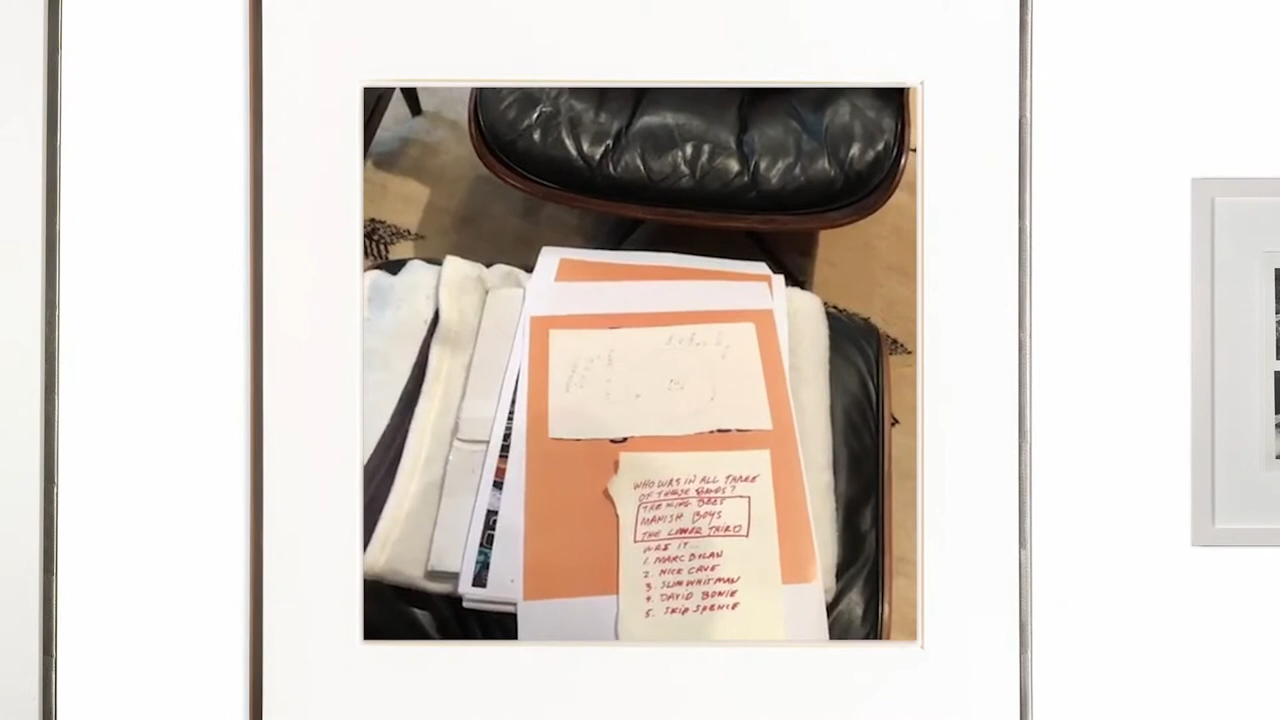 WHO WAS IN ALL THREE
OF THESE BANDS?
THE KING BEES
MANISH BOYS
THE LOWER THIRD
WAS IT...
1. MARC BOLAN
2. NICK CAVE
3. SLIM WHITMAN
4. DAVID BOWIE
5. SKIP SPENCE